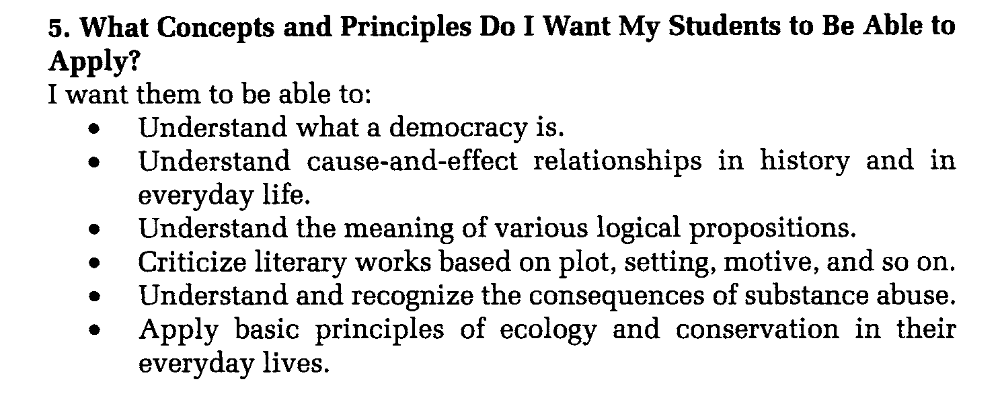 5. What Concepts and Principles Do I Want My Students to Be Able to
Apply?
I want them to be able to:
• Understand what a democracy is.
• Understand cause-and-effect relationships in history and in
everyday life.
• Understand the meaning of various logical propositions.
• Criticize literary works based on plot, setting, motive, and so on.
• Understand and recognize the consequences of substance abuse.
• Apply basic principles of ecology and conservation in their
everyday lives.